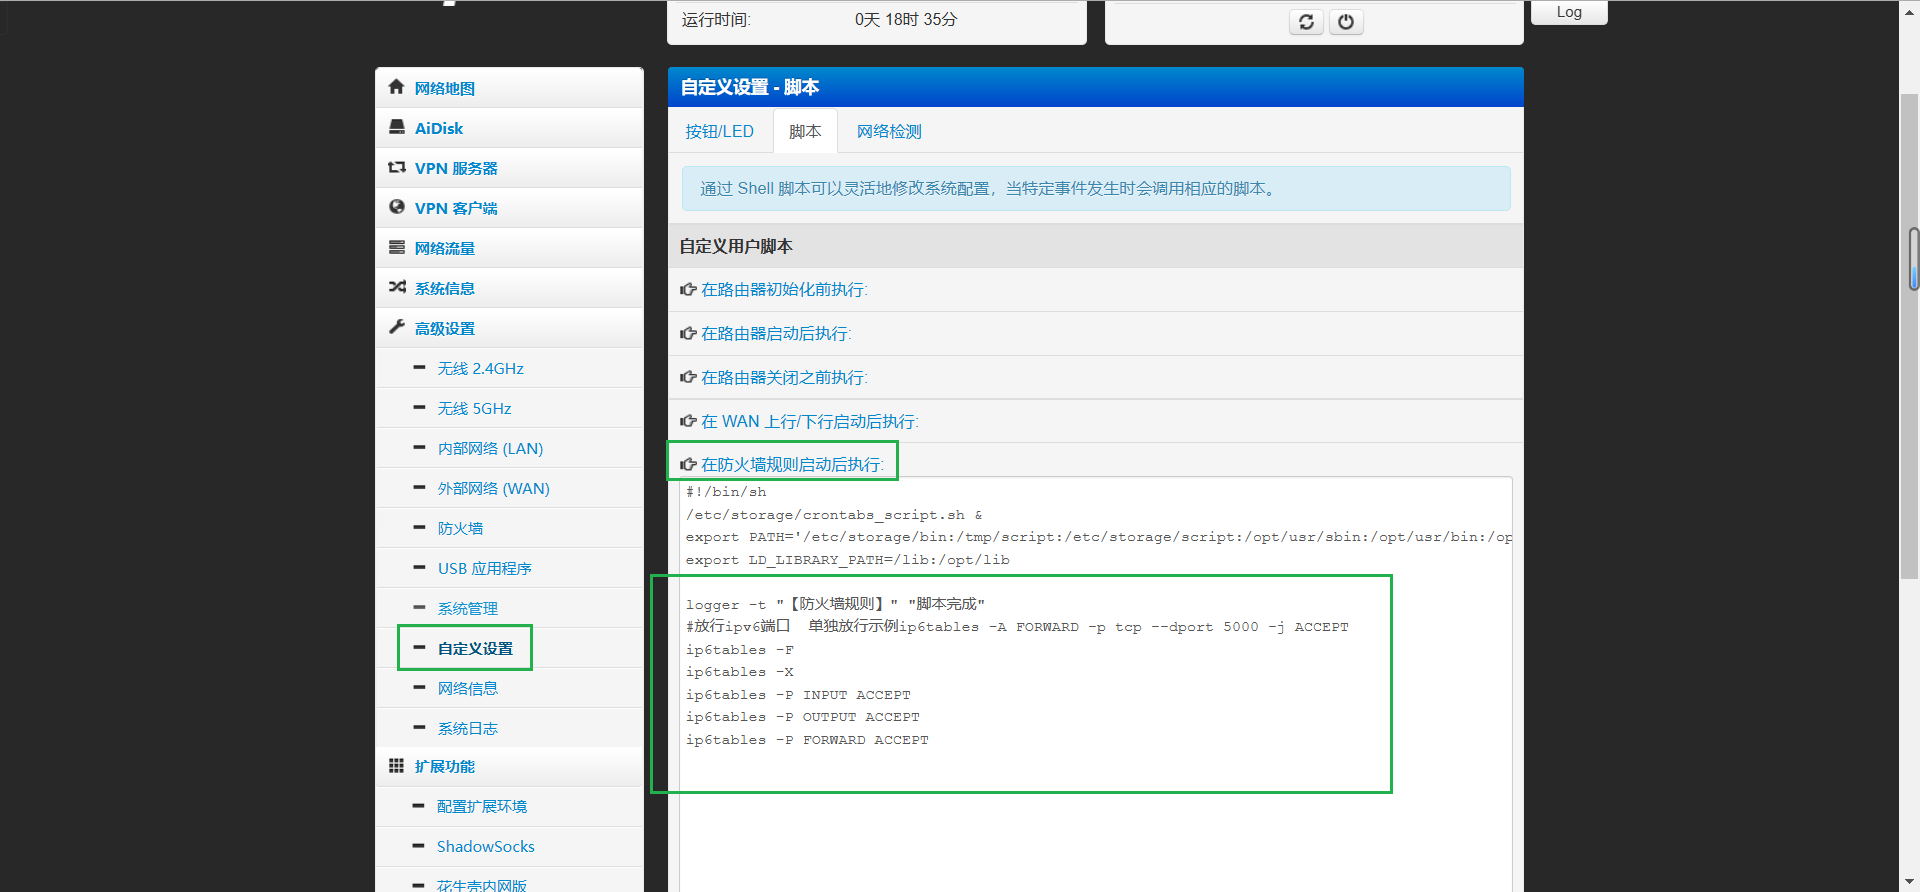 运行时间: 0天 18时 35分
Log
网络地图
AiDisk
VPN 服务器
VPN 客户端
网络流量
系统信息
高级设置
无线 2.4GHz
无线 5GHz
内部网络 (LAN)
外部网络 (WAN)
防火墙
USB 应用程序
系统管理
自定义设置
网络信息
系统日志
扩展功能
配置扩展环境
ShadowSocks
花生壳内网版
自定义设置 - 脚本
按钮/LED 脚本 网络检测
通过 Shell 脚本可以灵活地修改系统配置，当特定事件发生时会调用相应的脚本。
自定义用户脚本
在路由器初始化前执行:
在路由器启动后执行:
在路由器关闭之前执行:
在 WAN 上行/下行启动后执行:
在防火墙规则启动后执行:
#!/bin/sh
/etc/storage/crontabs_script.sh &
export PATH='/etc/storage/bin:/tmp/script:/etc/storage/script:/opt/usr/sbin:/opt/usr/bin:/op
export LD_LIBRARY_PATH=/lib:/opt/lib
logger -t "【防火墙规则】" "脚本完成"
#放行ipv6端口 单独放行示例ip6tables -A FORWARD -p tcp --dport 5000 -j ACCEPT
ip6tables -F
ip6tables -X
ip6tables -P INPUT ACCEPT
ip6tables -P OUTPUT ACCEPT
ip6tables -P FORWARD ACCEPT